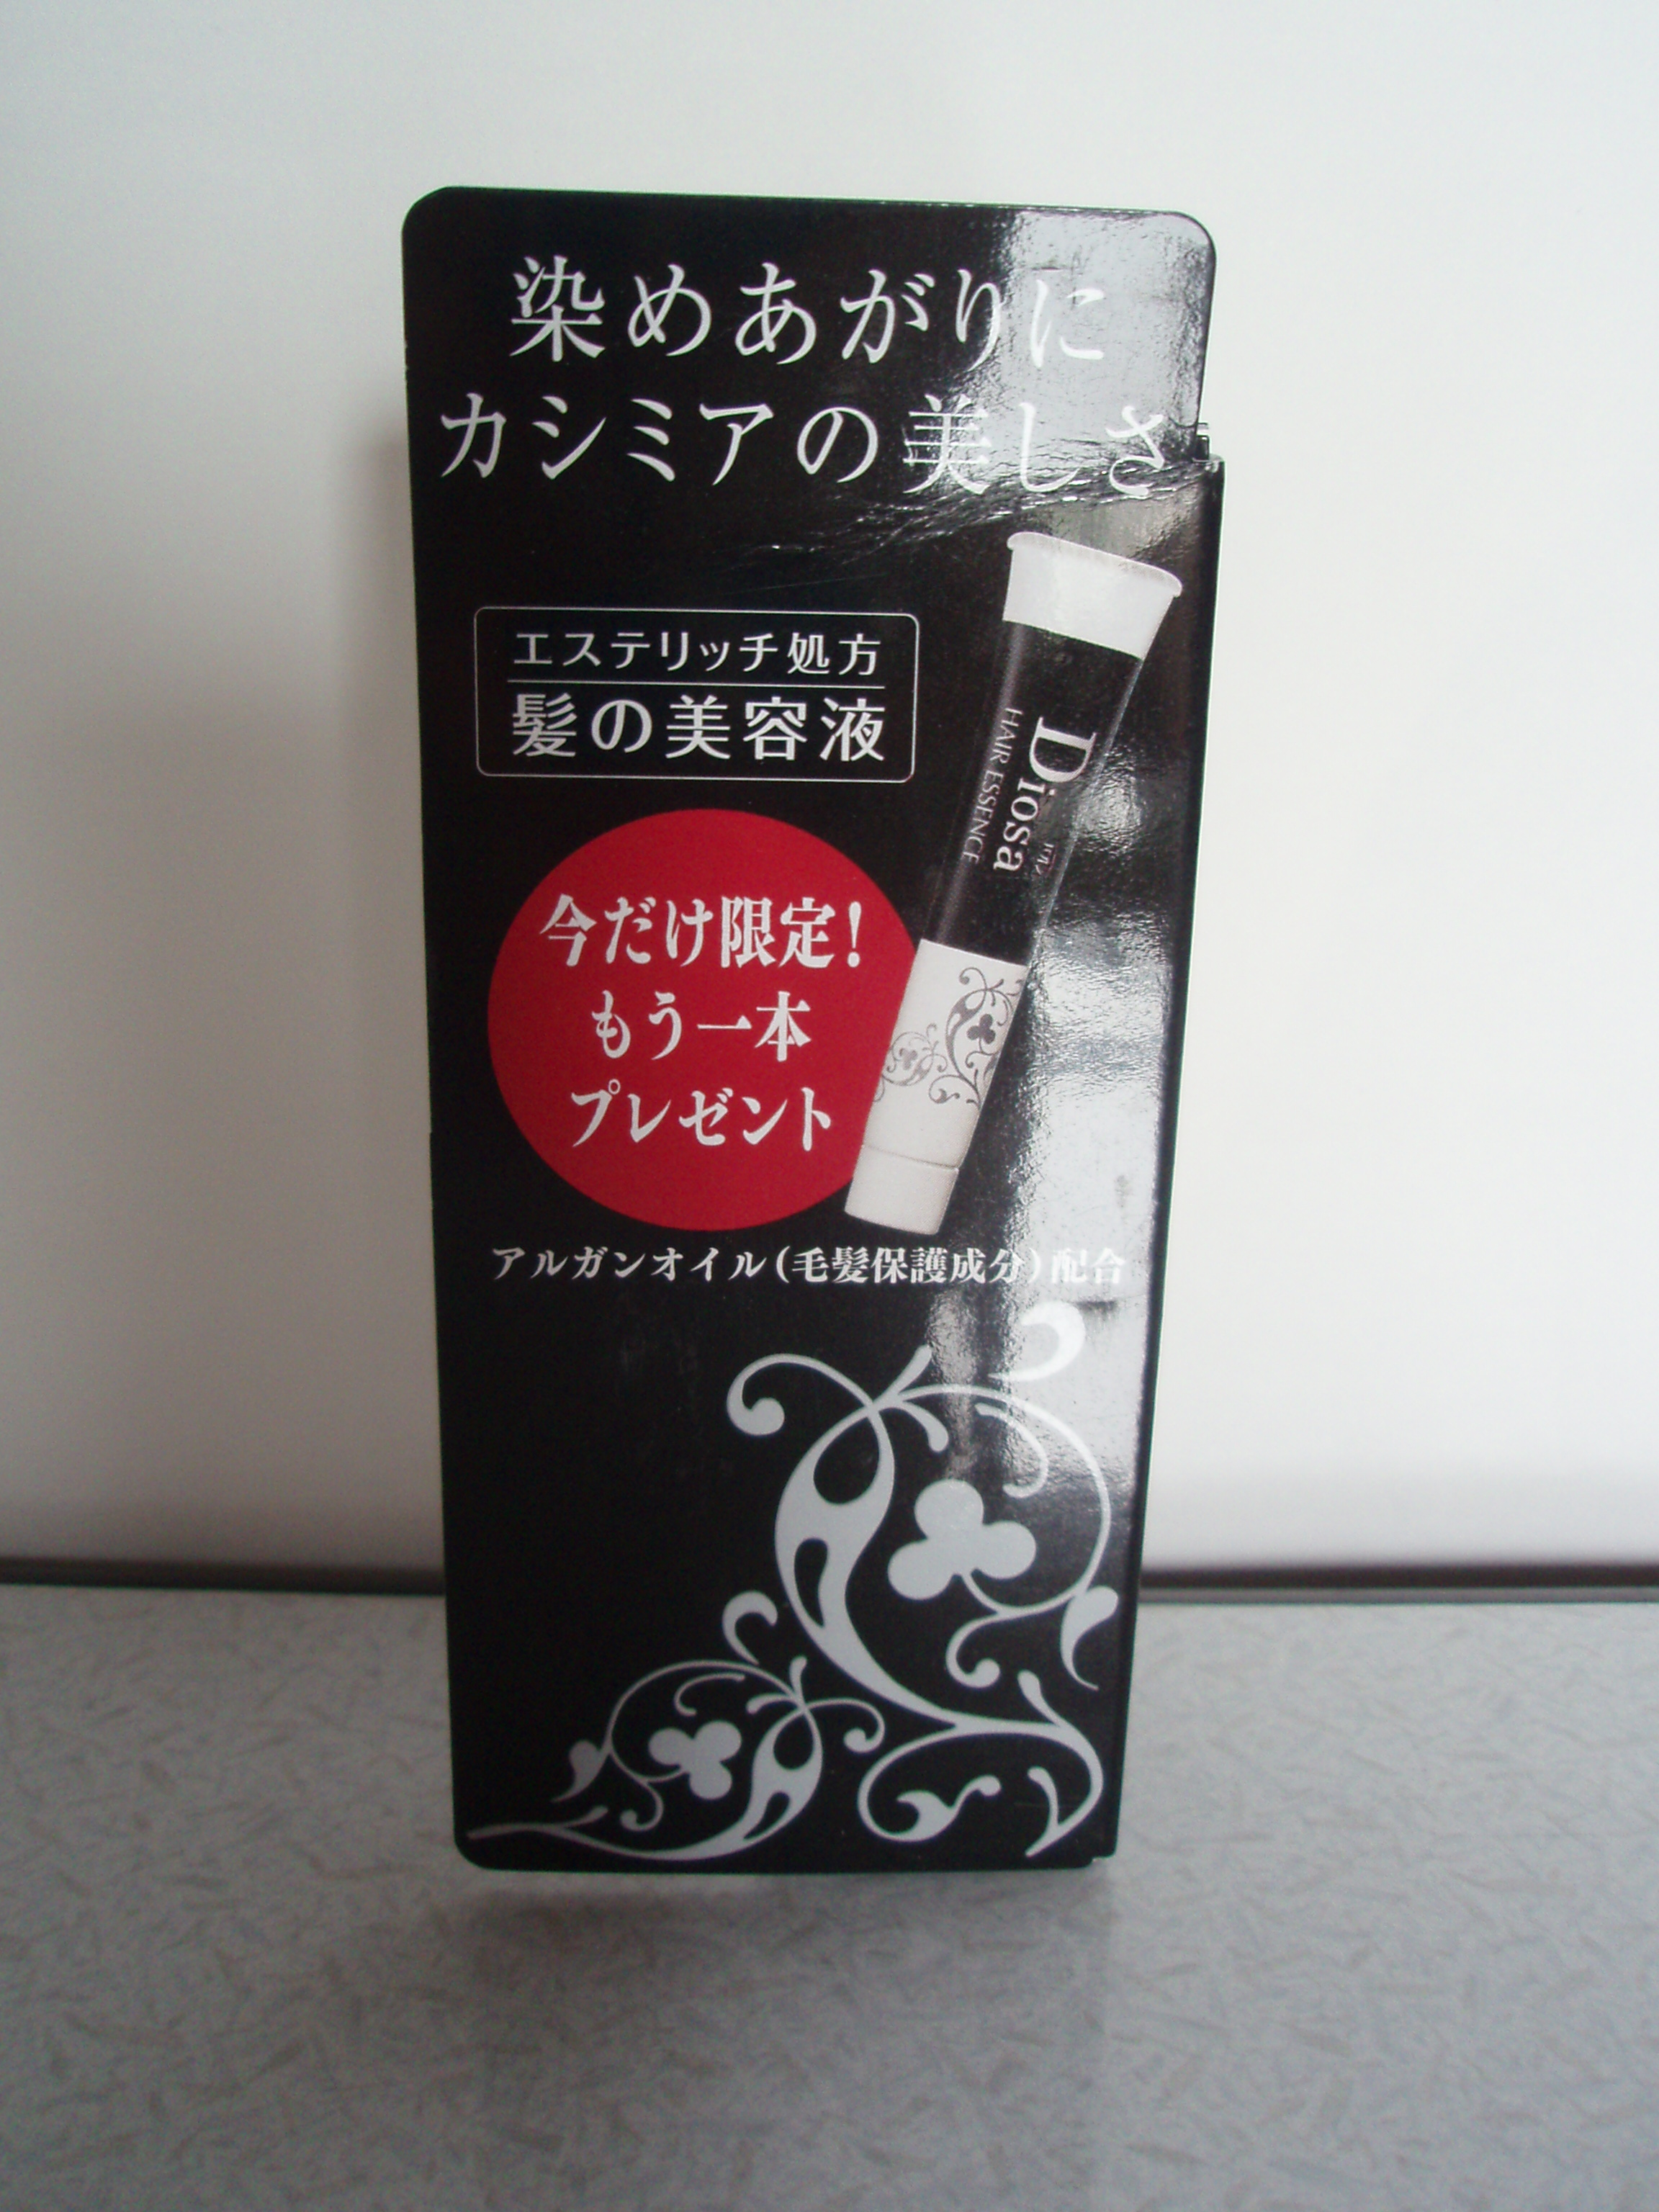 染めあがりに
カシミアの美しさ
エステリッチ処方
髪の美容液
Diosa
HAIR ESSENCE
今だけ限定!
もう一本
プレゼント
アルガンオイル(毛髪保護成分)配合